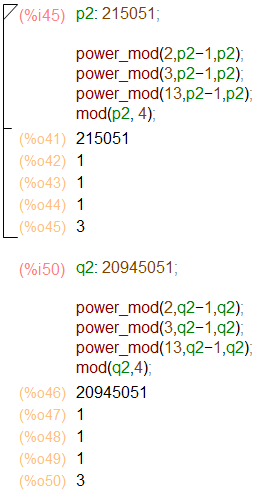 (%i45) p2: 215051;
power_mod(2,p2−1,p2);
power_mod(3,p2−1,p2);
power_mod(13,p2−1,p2);
mod(p2, 4);
(%o41) 215051
(%o42) 1
(%o43) 1
(%o44) 1
(%o45) 3
(%i50) q2: 20945051;
power_mod(2,q2−1,q2);
power_mod(3,q2−1,q2);
power_mod(13,q2−1,q2);
mod(q2,4);
(%o46) 20945051
(%o47) 1
(%o48) 1
(%o49) 1
(%o50) 3